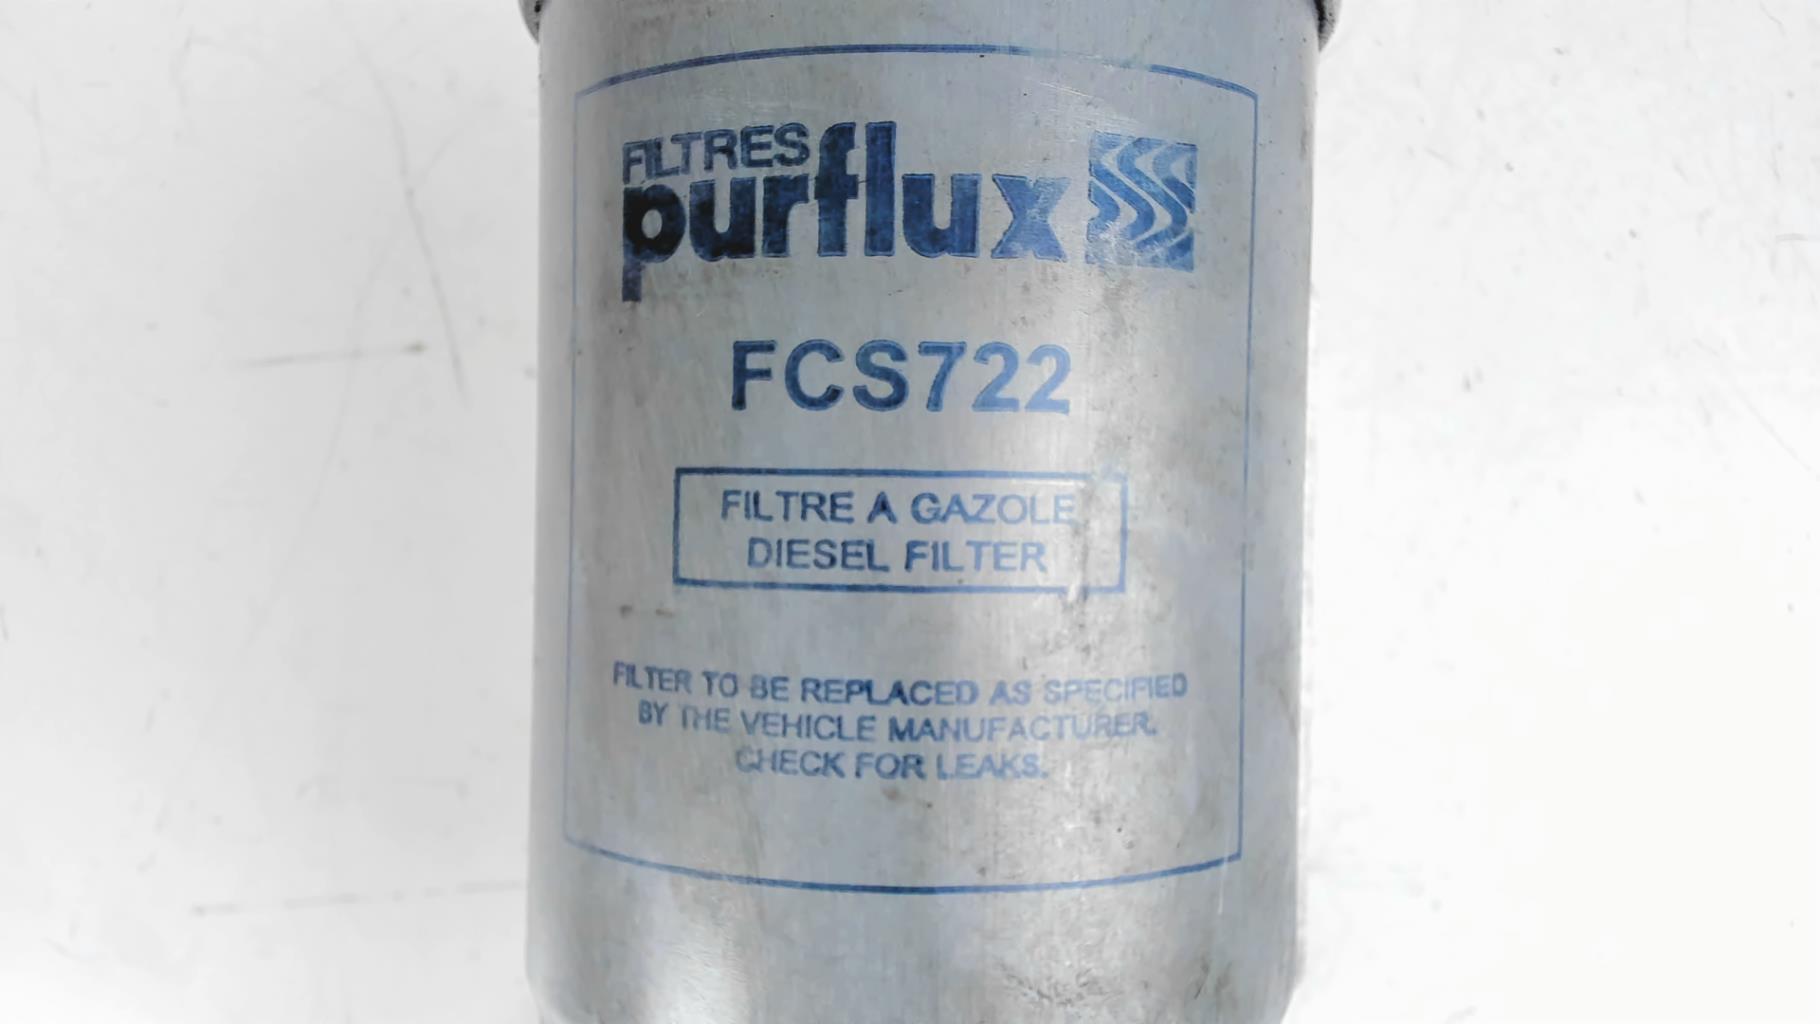 FILTRES
purflux
FCS722
FILTRE A GAZOLE
DIESEL FILTER
FILTER TO BE REPLACED AS SPECIFIED
BY THE VEHICLE MANUFACTURER.
CHECK FOR LEAKS.